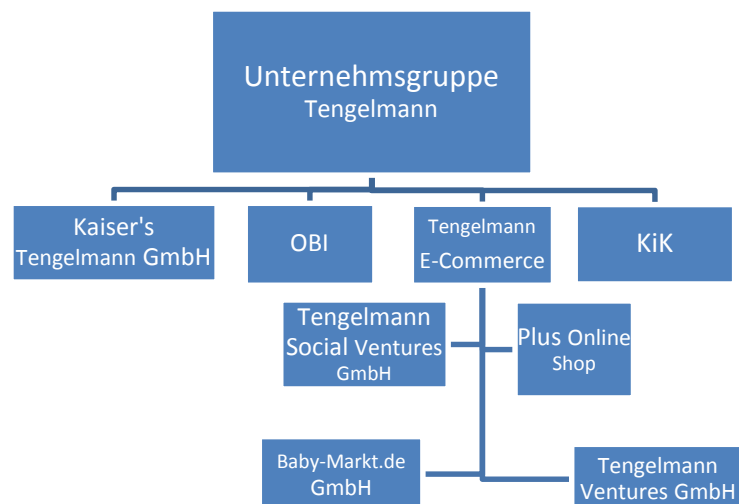 Unternehmsgruppe
Tengelmann
Kaiser's
Tengelmann GmbH
OBI
Tengelmann
E-Commerce
KiK
Tengelmann
Social Ventures
GmbH
Plus Online
Shop
Baby-Markt.de
GmbH
Tengelmann
Ventures GmbH